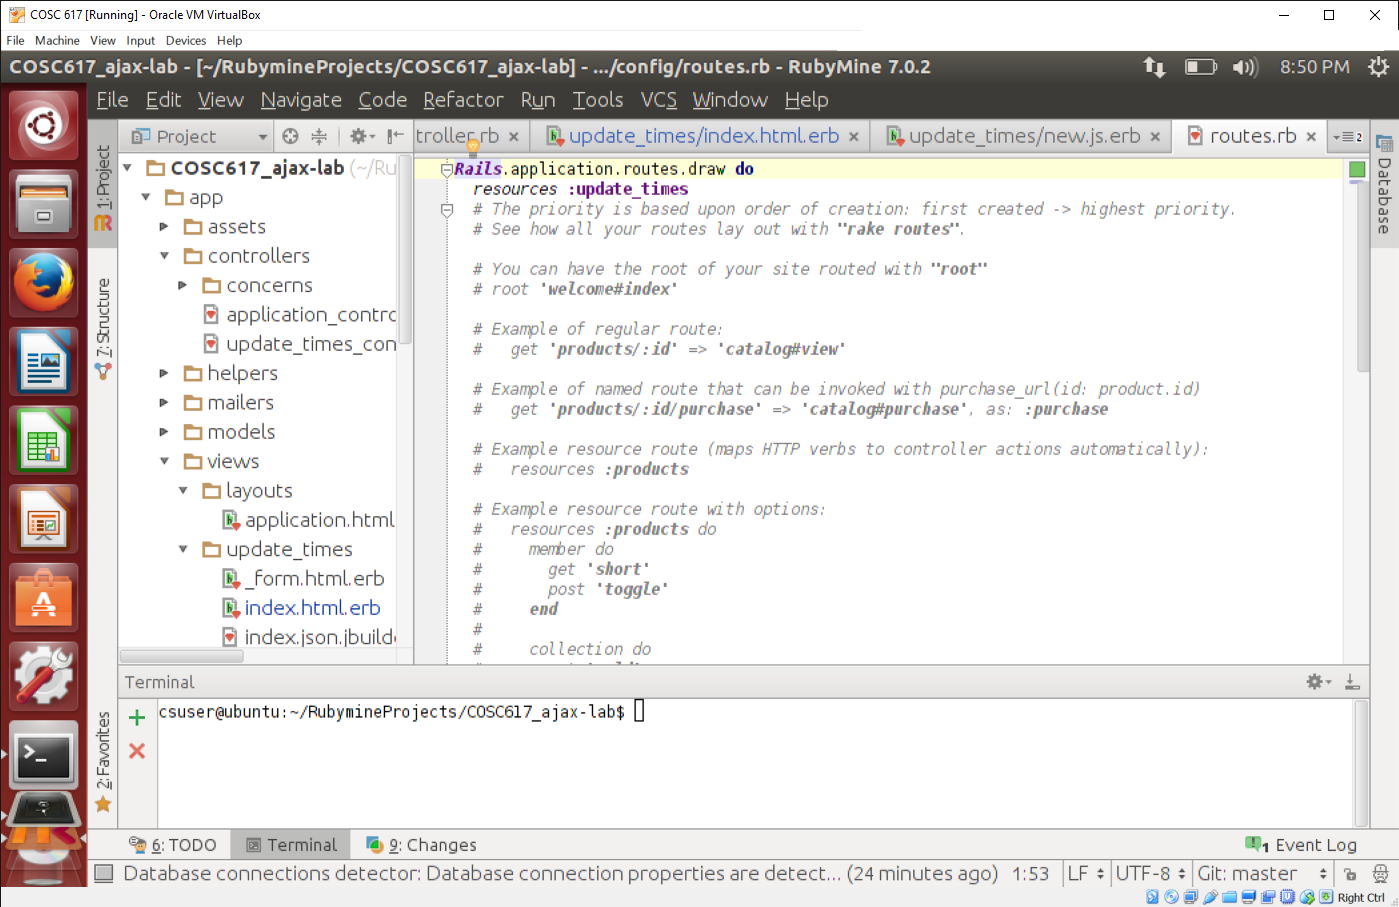 COSC 617 [Running] - Oracle VM VirtualBox
File Machine View Input Devices Help
COSC617_ajax-lab - [~/RubymineProjects/COSC617_ajax-lab] - .../config/routes.rb - RubyMine 7.0.2
8:50 PM
File Edit View Navigate Code Refactor Run Tools VCS Window Help
Project
troller.rb
update_times/index.html.erb
update_times/new.js.erb
routes.rb
2
1: Project
7: Structure
2: Favorites
Database
COSC617_ajax-lab (~/Ru
app
assets
controllers
concerns
application_contro
update_times_con
helpers
mailers
models
views
layouts
application.html
update_times
_form.html.erb
index.html.erb
index.json.jbuilde
Rails.application.routes.draw do
resources :update_times
# The priority is based upon order of creation: first created -> highest priority.
# See how all your routes lay out with "rake routes".
# You can have the root of your site routed with "root"
# root 'welcome#index'
# Example of regular route:
#   get 'products/:id' => 'catalog#view'
# Example of named route that can be invoked with purchase_url(id: product.id)
#   get 'products/:id/purchase' => 'catalog#purchase', as: :purchase
# Example resource route (maps HTTP verbs to controller actions automatically):
#   resources :products
# Example resource route with options:
#   resources :products do
#     member do
#       get 'short'
#       post 'toggle'
#     end
#
#     collection do
Terminal
csuser@ubuntu:~/RubymineProjects/COSC617_ajax-lab$
6: TODO
Terminal
9: Changes
1 Event Log
Database connections detector: Database connection properties are detect... (24 minutes ago)
1:53
LF
UTF-8
Git: master
Right Ctrl